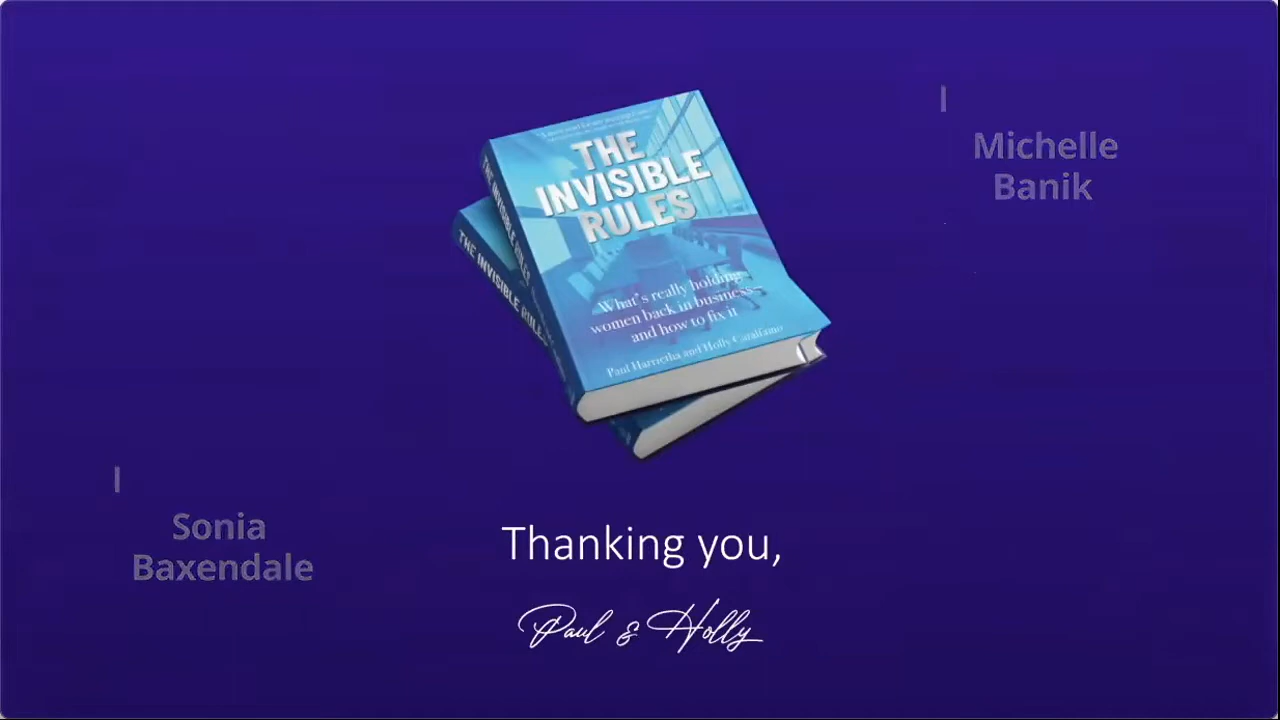 THE
INVISIBLE
RULES
What's really holding
women back in business—
and how to fix it
Paul Harrietha and Holly Catalfamo
THE INVISIBLE RULES
THE INVISIBLE RULES
Michelle
Banik
Sonia
Baxendale
Thanking you,
Paul & Holly